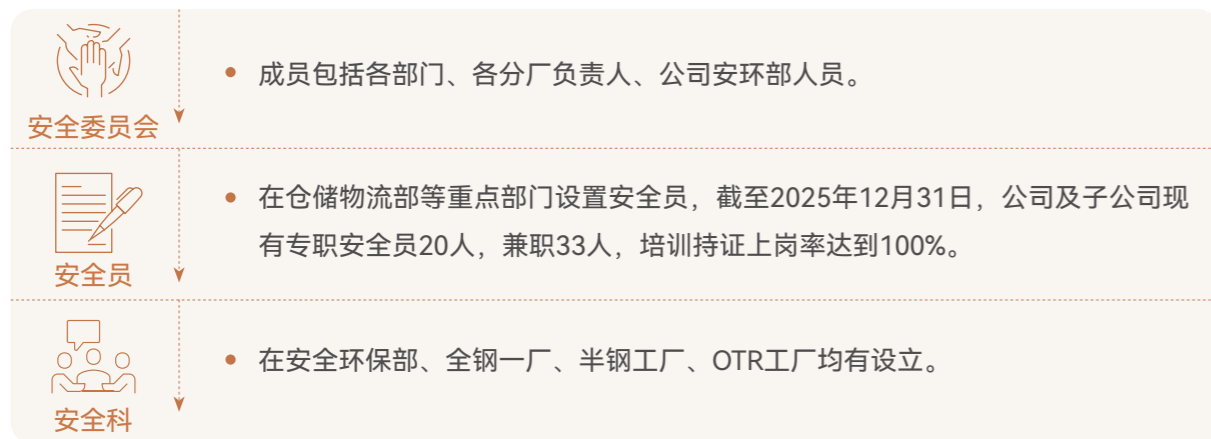 安全委员会
成员包括各部门、各分厂负责人、公司安环部人员。
安全员
在仓储物流部等重点部门设置安全员，截至2025年12月31日，公司及子公司现
有专职安全员20人，兼职33人，培训持证上岗率达到100%。
安全科
在安全环保部、全钢一厂、半钢工厂、OTR工厂均有设立。